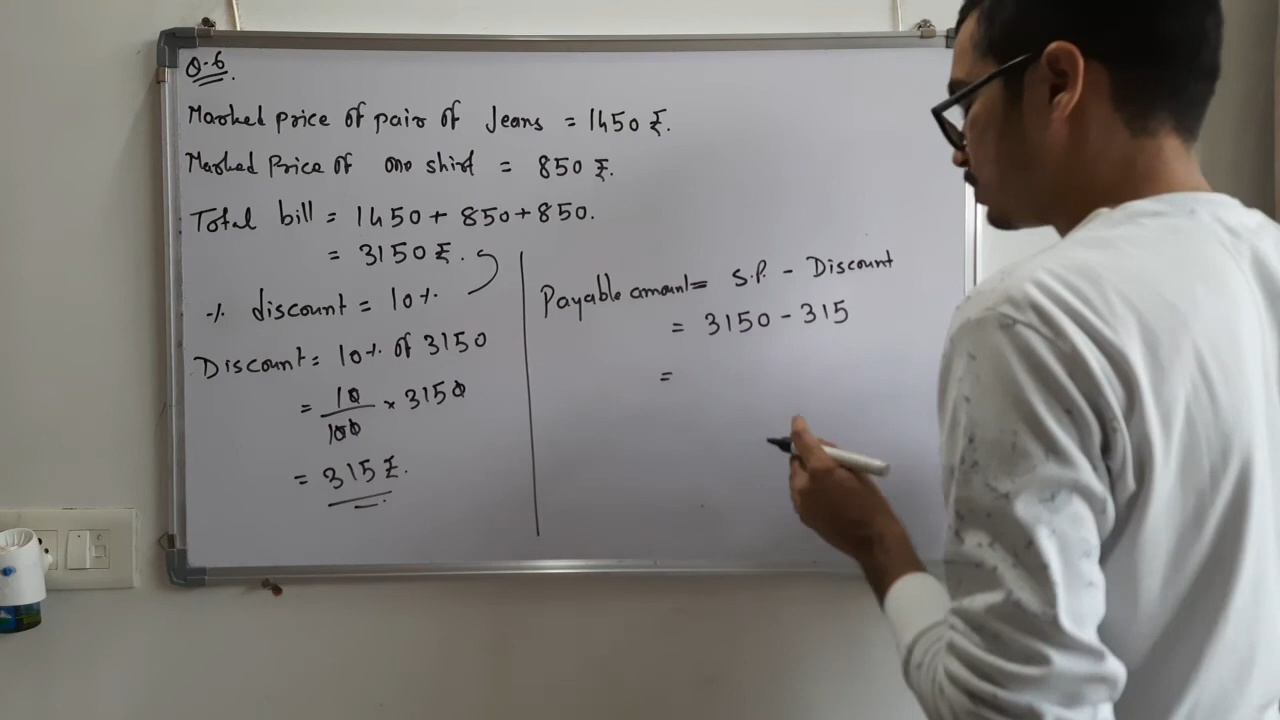 Q-6.
Marked price of pair of Jeans = 1450 ₹.
Marked Price of one shirt = 850 ₹.
Total bill = 1450 + 850 + 850.
= 3150 ₹.
% discount = 10%
Discount = 10% of 3150
= 10/100 × 3150
= 315 ₹.
Payable amount = S.P. - Discount
= 3150 - 315
=